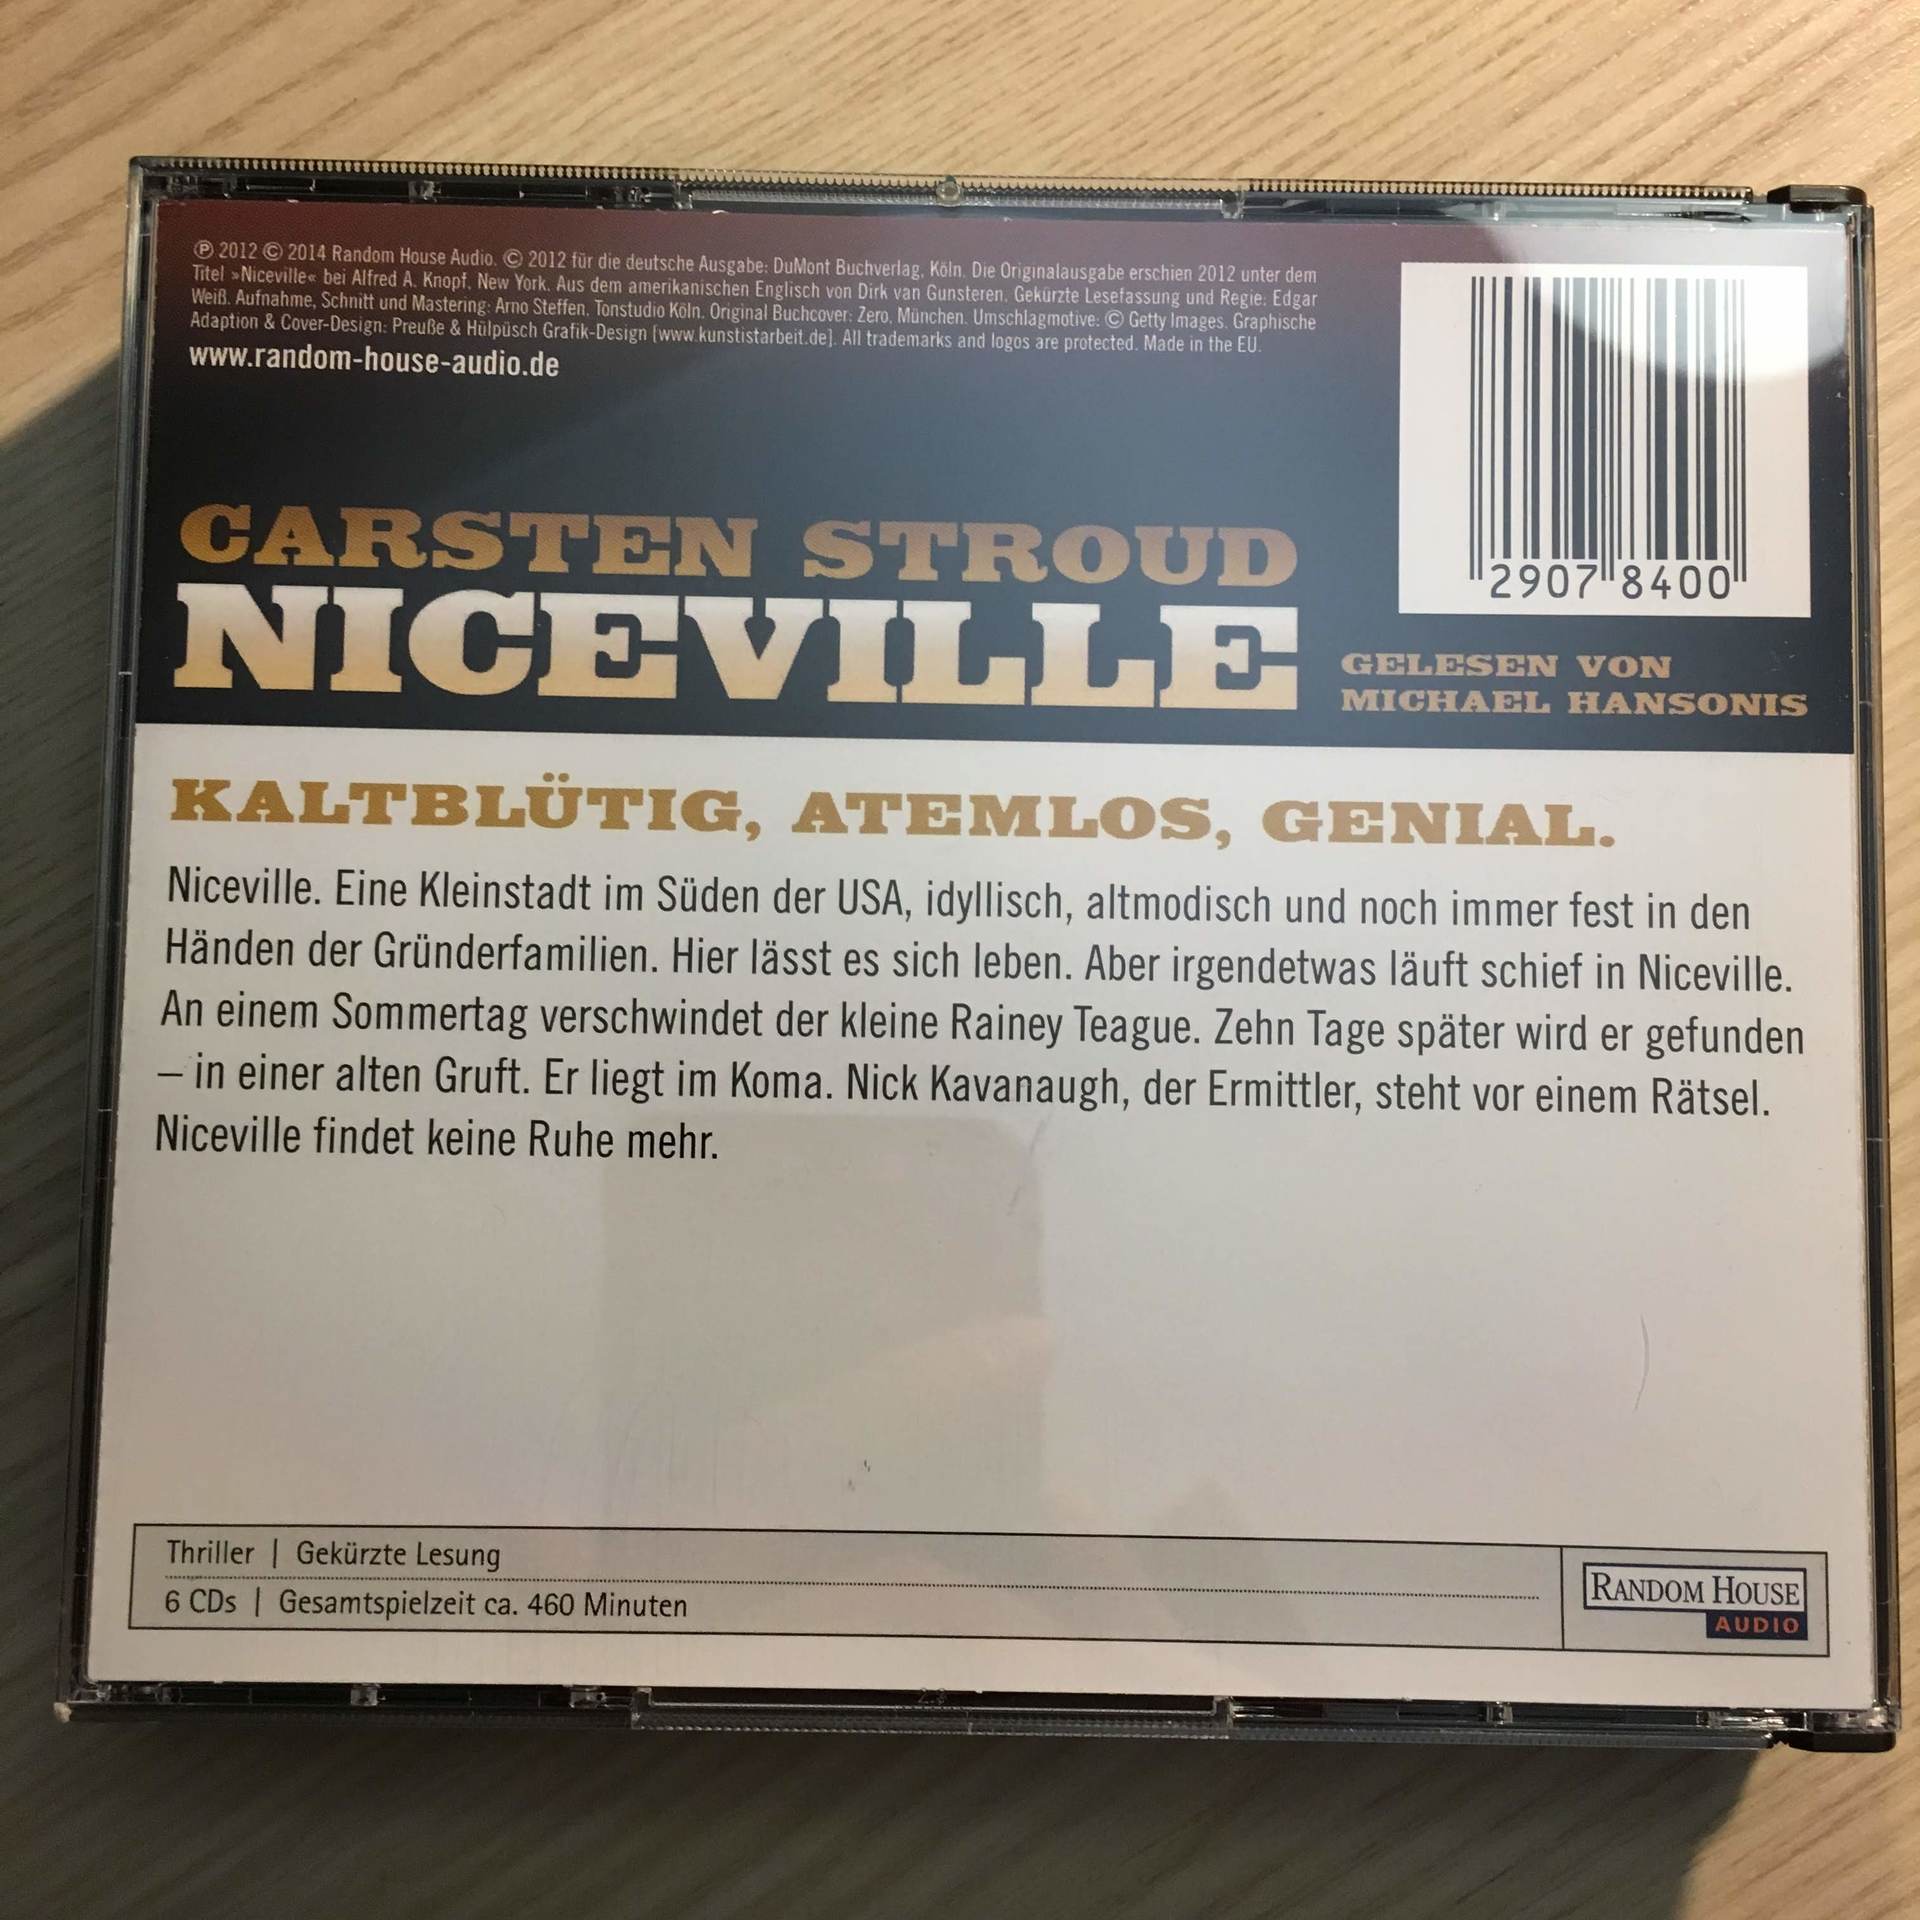 Ⓟ 2012 © 2014 Random House Audio. © 2012 für die deutsche Ausgabe: DuMont Buchverlag, Köln. Die Originalausgabe erschien 2012 unter dem
Titel »Niceville« bei Alfred A. Knopf, New York. Aus dem amerikanischen Englisch von Dirk van Gunsteren. Gekürzte Lesefassung und Regie: Edgar
Weiß. Aufnahme, Schnitt und Mastering: Arno Steffen, Tonstudio Köln. Original Buchcover: Zero, München. Umschlagmotive: © Getty Images. Graphische
Adaption & Cover-Design: Preuße & Hülpüsch Grafik-Design [www.kunstistarbeit.de]. All trademarks and logos are protected. Made in the EU.
www.random-house-audio.de
2907 8400
CARSTEN STROUD
NICEVILLE
GELESEN VON
MICHAEL HANSONIS
KALTBLÜTIG, ATEMLOS, GENIAL.
Niceville. Eine Kleinstadt im Süden der USA, idyllisch, altmodisch und noch immer fest in den
Händen der Gründerfamilien. Hier lässt es sich leben. Aber irgendetwas läuft schief in Niceville.
An einem Sommertag verschwindet der kleine Rainey Teague. Zehn Tage später wird er gefunden
– in einer alten Gruft. Er liegt im Koma. Nick Kavanaugh, der Ermittler, steht vor einem Rätsel.
Niceville findet keine Ruhe mehr.
Thriller | Gekürzte Lesung
6 CDs | Gesamtspielzeit ca. 460 Minuten
RANDOM HOUSE
AUDIO